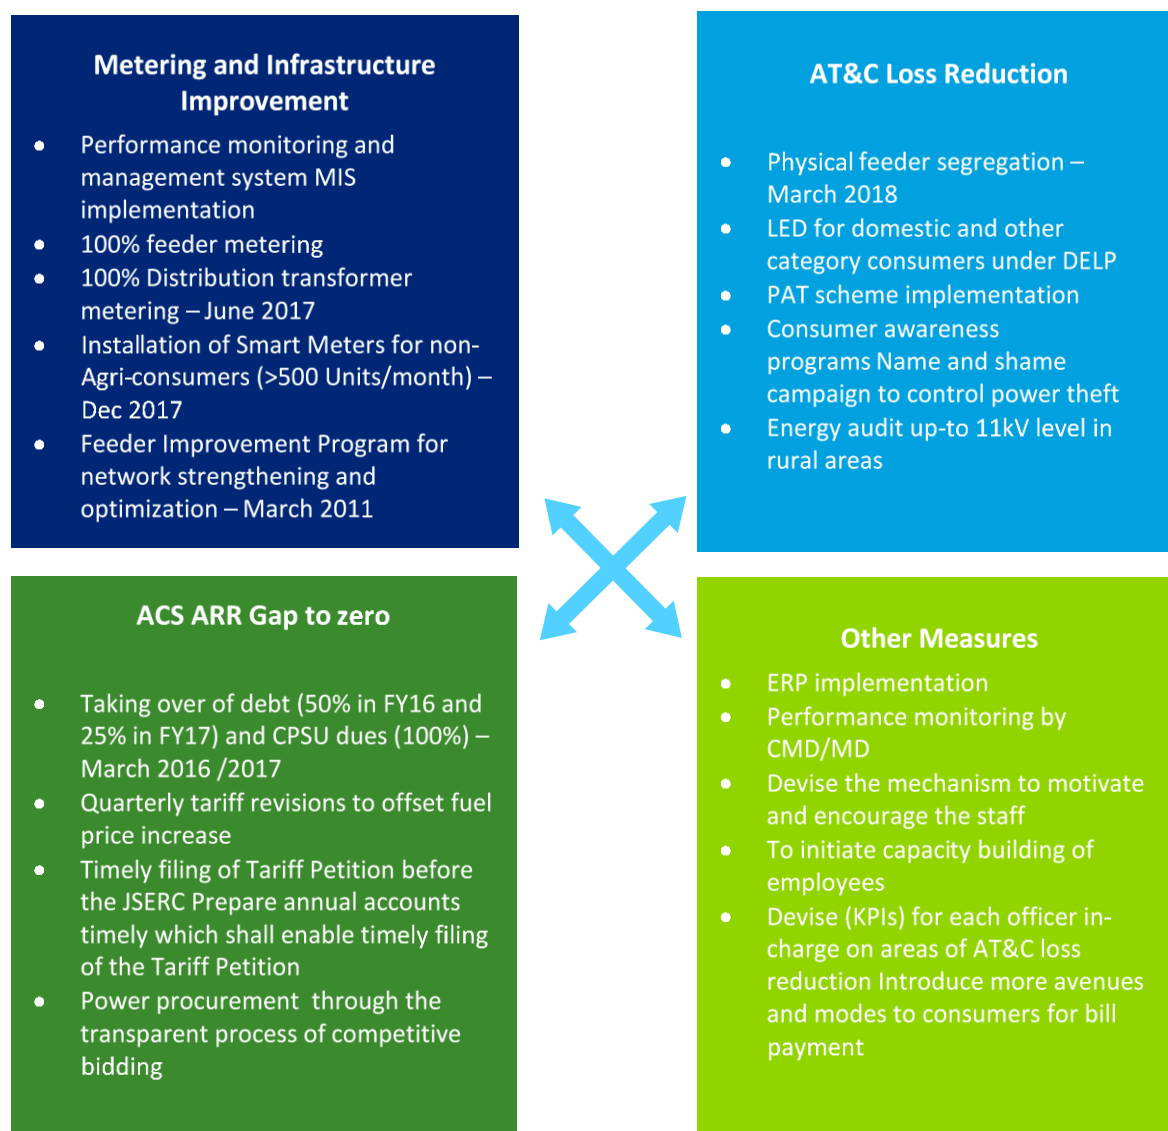 Metering and Infrastructure
Improvement
• Performance monitoring and
management system MIS
implementation
• 100% feeder metering
• 100% Distribution transformer
metering – June 2017
• Installation of Smart Meters for non-
Agri-consumers (>500 Units/month) –
Dec 2017
• Feeder Improvement Program for
network strengthening and
optimization – March 2011
AT&C Loss Reduction
• Physical feeder segregation –
March 2018
• LED for domestic and other
category consumers under DELP
• PAT scheme implementation
• Consumer awareness
programs Name and shame
campaign to control power theft
• Energy audit up-to 11kV level in
rural areas
ACS ARR Gap to zero
• Taking over of debt (50% in FY16 and
25% in FY17) and CPSU dues (100%) –
March 2016 /2017
• Quarterly tariff revisions to offset fuel
price increase
• Timely filing of Tariff Petition before
the JSERC Prepare annual accounts
timely which shall enable timely filing
of the Tariff Petition
• Power procurement through the
transparent process of competitive
bidding
Other Measures
• ERP implementation
• Performance monitoring by
CMD/MD
• Devise the mechanism to motivate
and encourage the staff
• To initiate capacity building of
employees
• Devise (KPIs) for each officer in-
charge on areas of AT&C loss
reduction Introduce more avenues
and modes to consumers for bill
payment